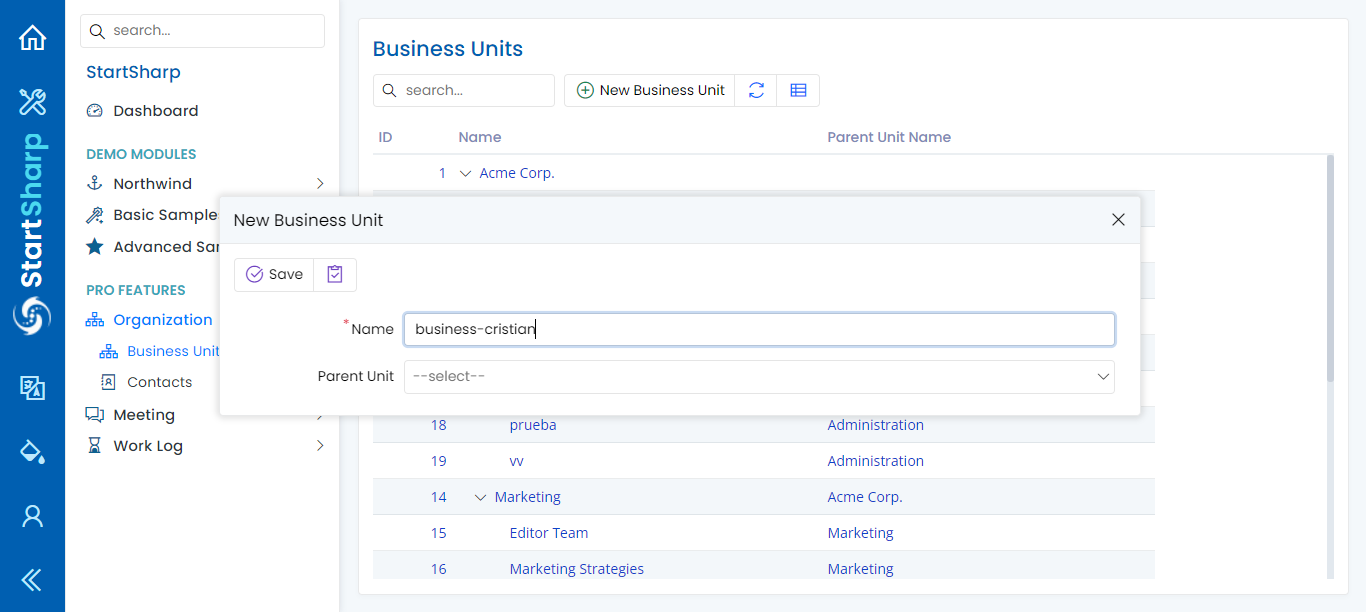 StartSharp
search...
StartSharp
Dashboard
DEMO MODULES
Northwind
Basic Sample
Advanced Sa
PRO FEATURES
Organization
Business Unit
Contacts
Meeting
Work Log
Business Units
search...
New Business Unit
ID Name Parent Unit Name
1 Acme Corp.
New Business Unit
Save
*Name business-cristian
Parent Unit --select--
18 prueba Administration
19 vv Administration
14 Marketing Acme Corp.
15 Editor Team Marketing
16 Marketing Strategies Marketing